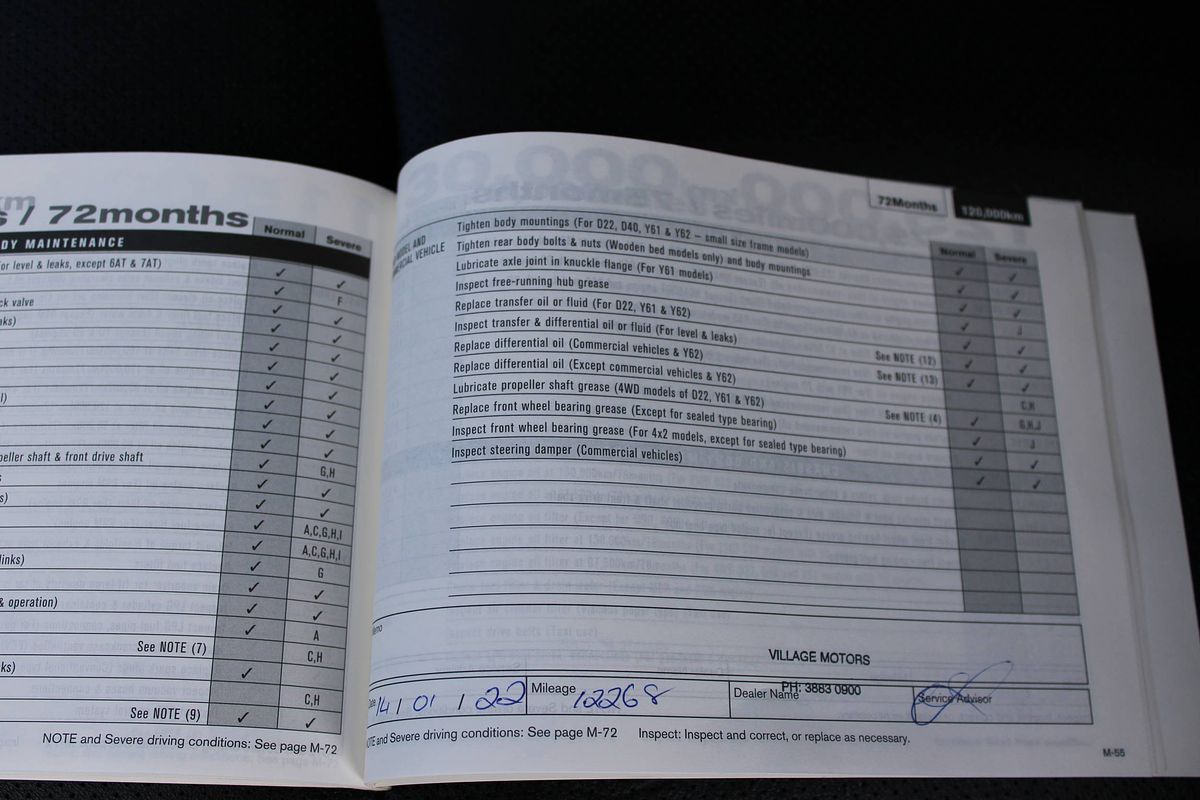 s / 72months
Normal
Severe
DY MAINTENANCE
or level & leaks, except 6AT & 7AT)
✓ ✓
✓ F
ck valve
✓ ✓
aks)
✓ ✓
✓ ✓
✓ ✓
✓ ✓
l)
✓ ✓
✓ ✓
peller shaft & front drive shaft
✓ G,H
s
✓ ✓
s)
✓ ✓
✓ A,C,G,H,I
✓ A,C,G,H,I
links)
✓ G
✓ ✓
& operation)
✓ ✓
✓ A
See NOTE (7)
C,H
ks)
✓
C,H
See NOTE (9)
✓ ✓
NOTE and Severe driving conditions: See page M-72
72Months
120,000km
Normal
Severe
MODEL AND
COMMERCIAL VEHICLE
Tighten body mountings (For D22, D40, Y61 & Y62 – small size frame models)
Tighten rear body bolts & nuts (Wooden bed models only) and body mountings
Lubricate axle joint in knuckle flange (For Y61 models)
Inspect free-running hub grease
Replace transfer oil or fluid (For D22, Y61 & Y62)
Inspect transfer & differential oil or fluid (For level & leaks)
Replace differential oil (Commercial vehicles & Y62) See NOTE (12)
Replace differential oil (Except commercial vehicles & Y62) See NOTE (13)
Lubricate propeller shaft grease (4WD models of D22, Y61 & Y62)
Replace front wheel bearing grease (Except for sealed type bearing) See NOTE (4)
Inspect front wheel bearing grease (For 4x2 models, except for sealed type bearing)
Inspect steering damper (Commercial vehicles)
✓ ✓
✓ ✓
✓ J
✓ ✓
✓ ✓
C,H
✓ G,H,J
✓ J
✓ ✓
✓ ✓
Memo
VILLAGE MOTORS
Date 14 / 01 / 22
Mileage 12268
Dealer Name
PH: 3883 0900
Service Advisor
NOTE and Severe driving conditions: See page M-72 Inspect: Inspect and correct, or replace as necessary.
M-55